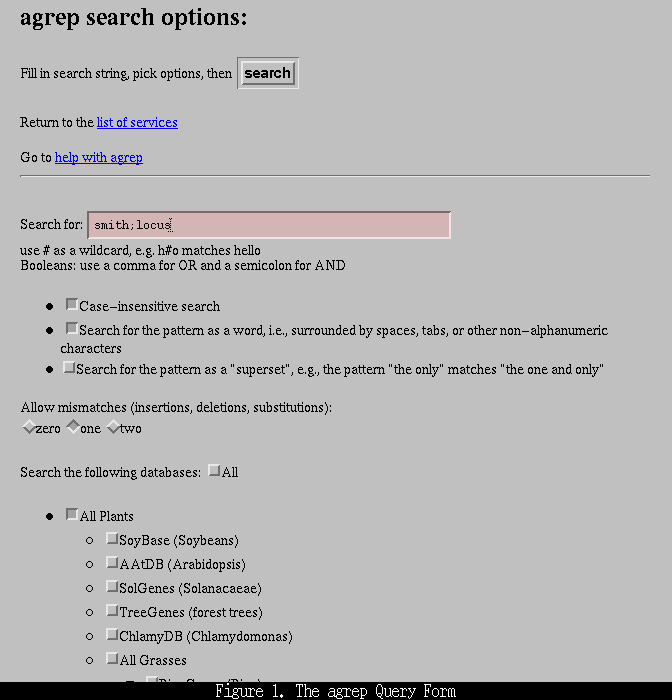 agrep search options:
Fill in search string, pick options, then search
Return to the list of services
Go to help with agrep
Search for: smith;locus
use # as a wildcard, e.g. h#o matches hello
Booleans: use a comma for OR and a semicolon for AND
Case-insensitive search
Search for the pattern as a word, i.e., surrounded by spaces, tabs, or other non-alphanumeric
characters
Search for the pattern as a "superset", e.g., the pattern "the only" matches "the one and only"
Allow mismatches (insertions, deletions, substitutions):
zero one two
Search the following databases: All
All Plants
SoyBase (Soybeans)
AAtDB (Arabidopsis)
SolGenes (Solanacaeae)
TreeGenes (forest trees)
ChlamyDB (Chlamydomonas)
All Grasses
Figure 1. The agrep Query Form